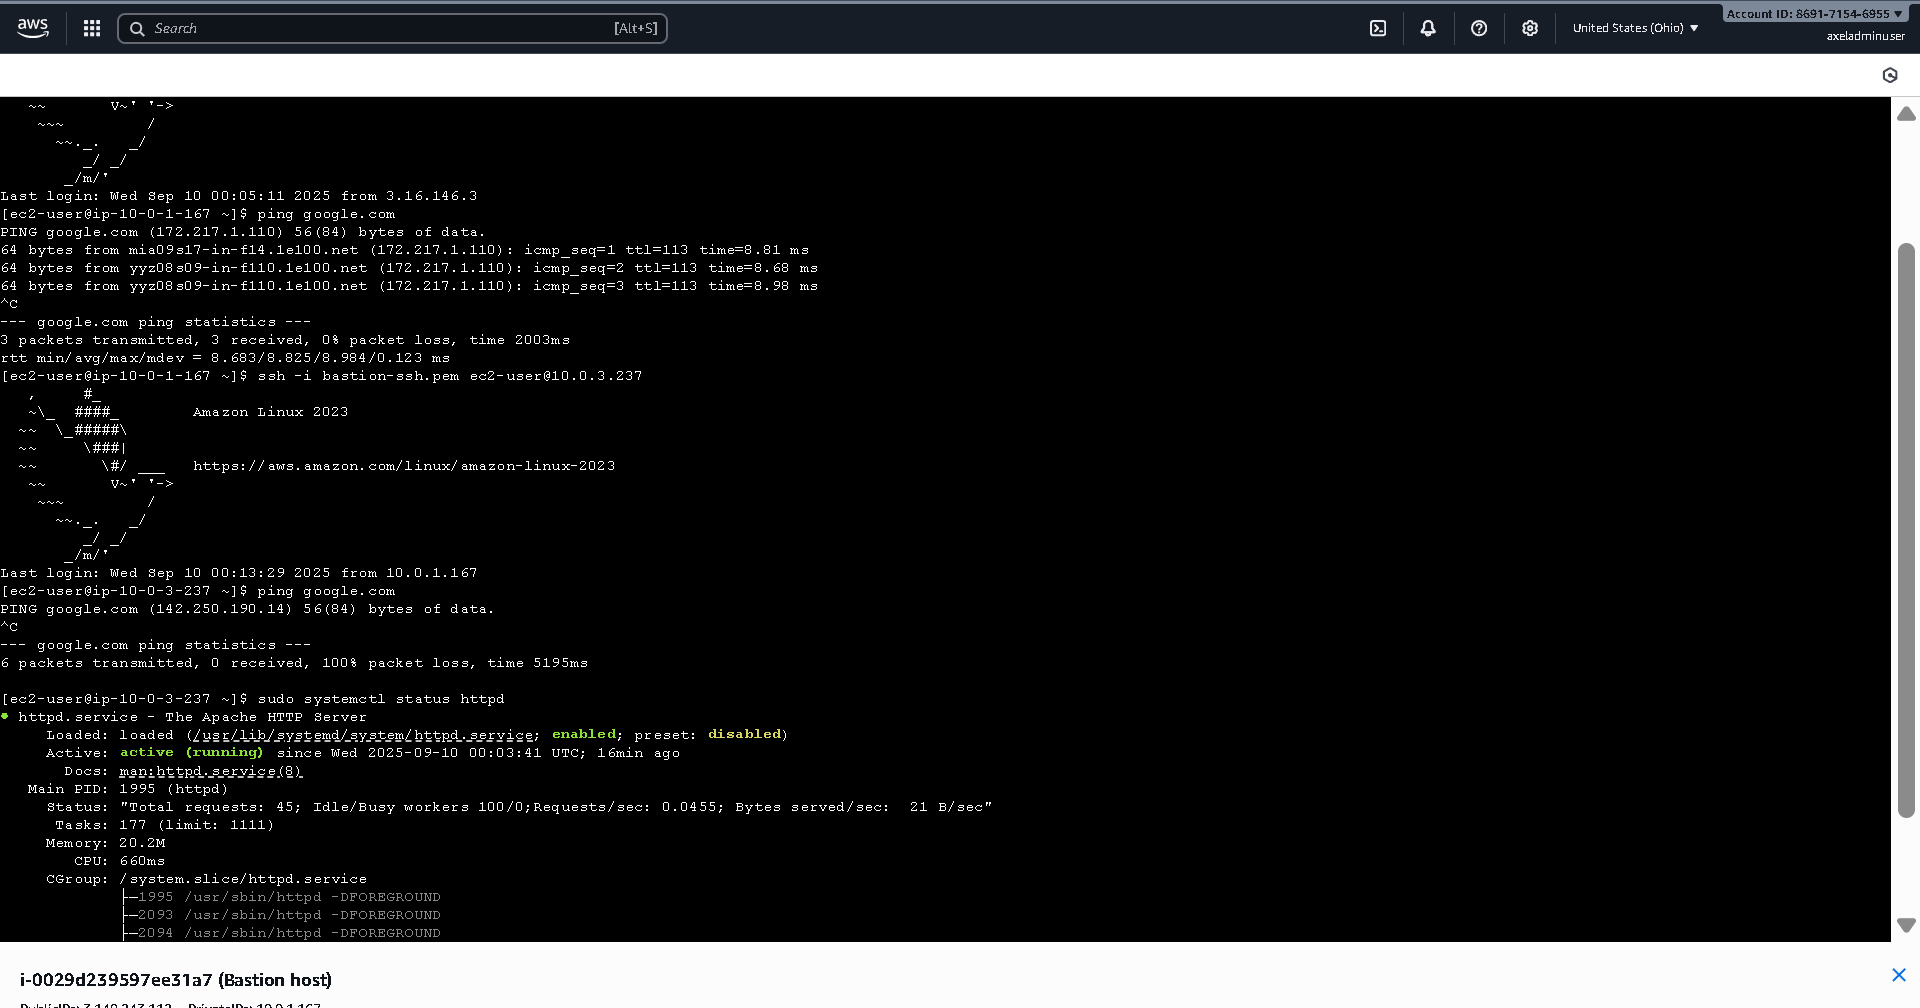 aws
Search [Alt+S]
United States (Ohio) ▼
Account ID: 8691-7154-6955 ▼
axeladminuser
   ~~       V~' '->
    ~~~         /
      ~~._.   _/
         _/ _/
       _/m/'
Last login: Wed Sep 10 00:05:11 2025 from 3.16.146.3
[ec2-user@ip-10-0-1-167 ~]$ ping google.com
PING google.com (172.217.1.110) 56(84) bytes of data.
64 bytes from mia09s17-in-f14.1e100.net (172.217.1.110): icmp_seq=1 ttl=113 time=8.81 ms
64 bytes from yyz08s09-in-f110.1e100.net (172.217.1.110): icmp_seq=2 ttl=113 time=8.68 ms
64 bytes from yyz08s09-in-f110.1e100.net (172.217.1.110): icmp_seq=3 ttl=113 time=8.98 ms
^C
--- google.com ping statistics ---
3 packets transmitted, 3 received, 0% packet loss, time 2003ms
rtt min/avg/max/mdev = 8.683/8.825/8.984/0.123 ms
[ec2-user@ip-10-0-1-167 ~]$ ssh -i bastion-ssh.pem ec2-user@10.0.3.237
   ,     #_
   ~\_  ####_        Amazon Linux 2023
  ~~  \_#####\
  ~~     \###|
  ~~       \#/ ___   https://aws.amazon.com/linux/amazon-linux-2023
   ~~       V~' '->
    ~~~         /
      ~~._.   _/
         _/ _/
       _/m/'
Last login: Wed Sep 10 00:13:29 2025 from 10.0.1.167
[ec2-user@ip-10-0-3-237 ~]$ ping google.com
PING google.com (142.250.190.14) 56(84) bytes of data.
^C
--- google.com ping statistics ---
6 packets transmitted, 0 received, 100% packet loss, time 5195ms
[ec2-user@ip-10-0-3-237 ~]$ sudo systemctl status httpd
● httpd.service - The Apache HTTP Server
     Loaded: loaded (/usr/lib/systemd/system/httpd.service; enabled; preset: disabled)
     Active: active (running) since Wed 2025-09-10 00:03:41 UTC; 16min ago
       Docs: man:httpd.service(8)
   Main PID: 1995 (httpd)
     Status: "Total requests: 45; Idle/Busy workers 100/0;Requests/sec: 0.0455; Bytes served/sec:  21 B/sec"
      Tasks: 177 (limit: 1111)
     Memory: 20.2M
        CPU: 660ms
     CGroup: /system.slice/httpd.service
             ├─1995 /usr/sbin/httpd -DFOREGROUND
             ├─2093 /usr/sbin/httpd -DFOREGROUND
             ├─2094 /usr/sbin/httpd -DFOREGROUND
i-0029d239597ee31a7 (Bastion host)